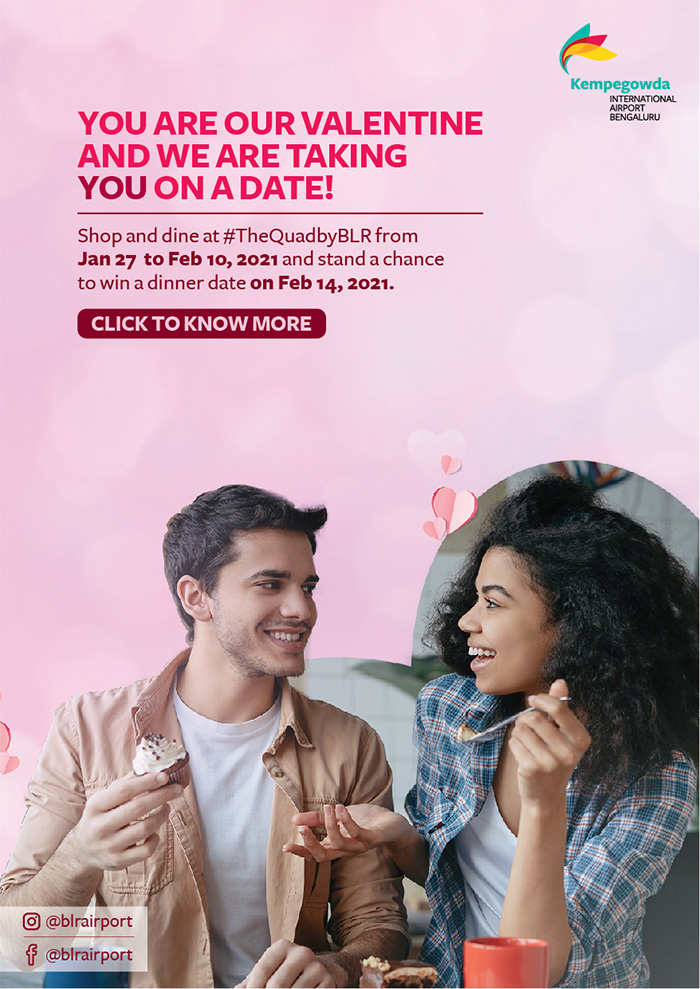 Kempegowda
INTERNATIONAL
AIRPORT
BENGALURU
YOU ARE OUR VALENTINE
AND WE ARE TAKING
YOU ON A DATE!
Shop and dine at #TheQuadbyBLR from
Jan 27 to Feb 10, 2021 and stand a chance
to win a dinner date on Feb 14, 2021.
CLICK TO KNOW MORE
@blrairport
@blrairport